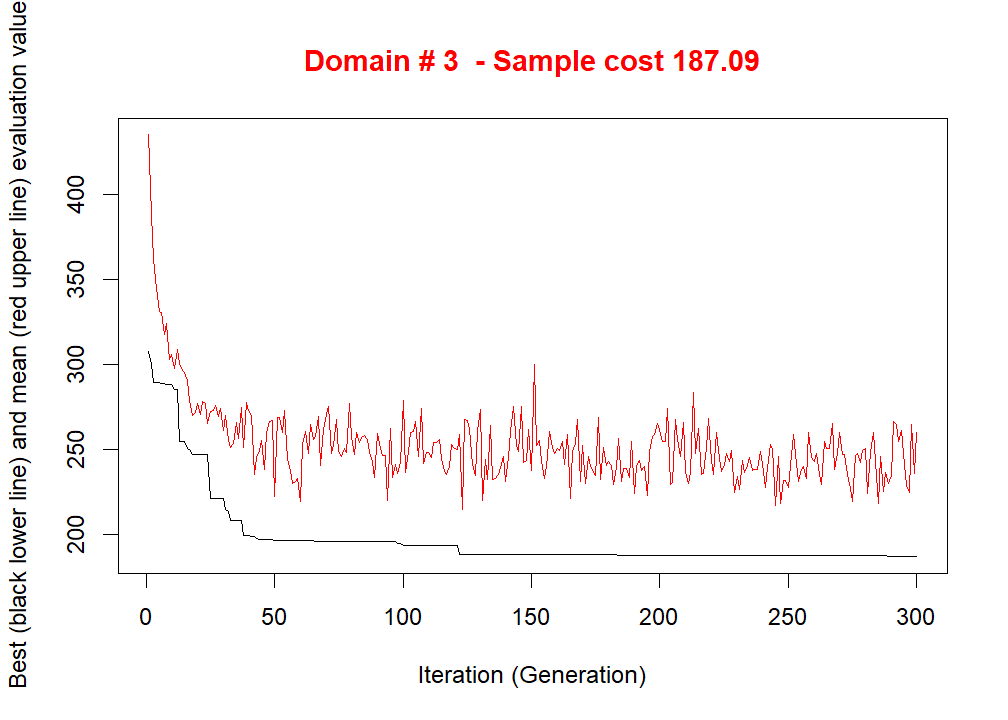 Domain # 3  - Sample cost 187.09
Best (black lower line) and mean (red upper line) evaluation value
400
350
300
250
200
0 50 100 150 200 250 300
Iteration (Generation)